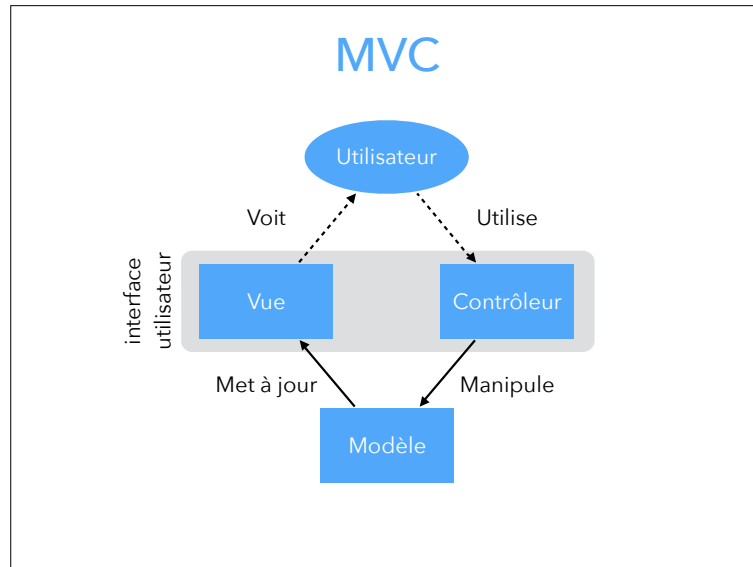 MVC
Utilisateur
Voit
Utilise
interface
utilisateur
Vue
Contrôleur
Met à jour
Manipule
Modèle